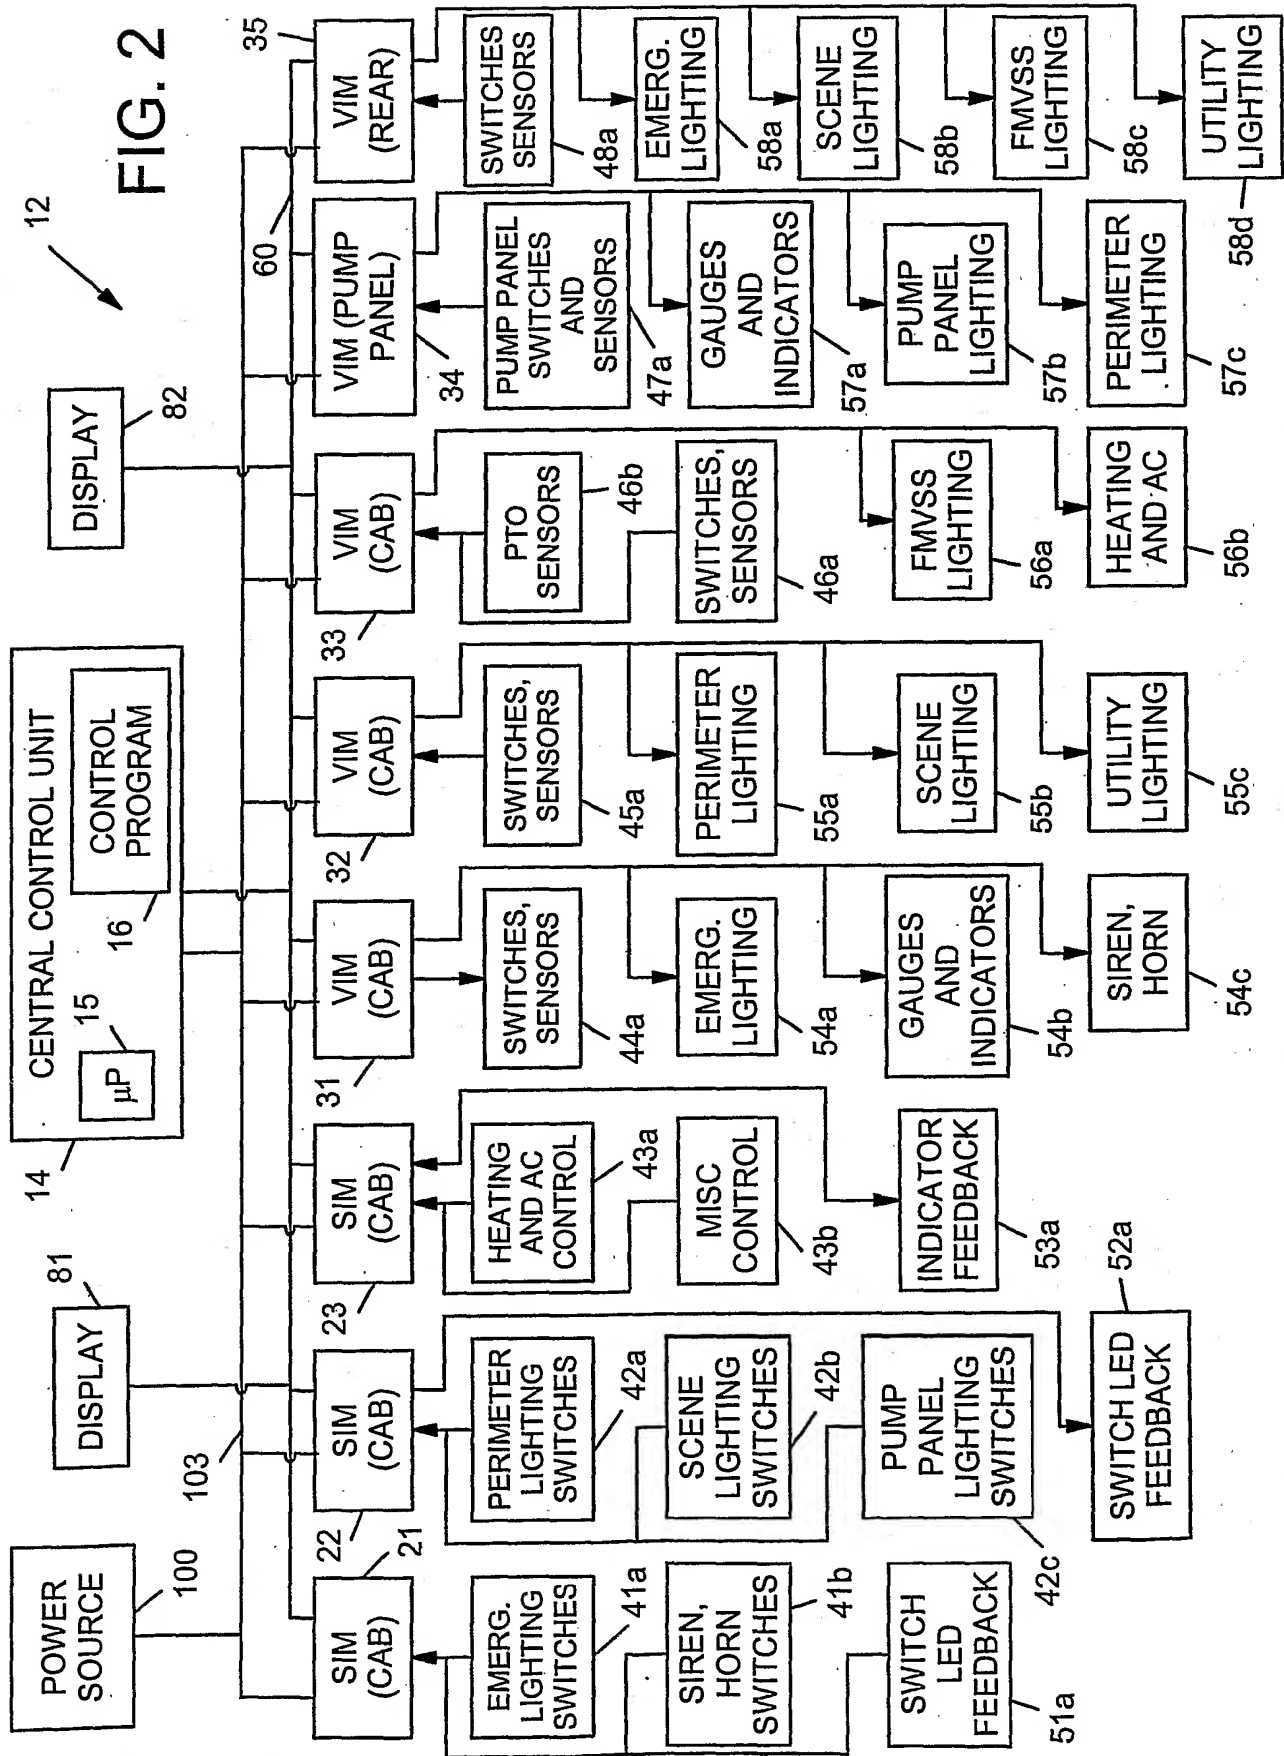 FIG. 2
12
POWER
SOURCE
100
DISPLAY
81
103
CENTRAL CONTROL UNIT
14
µP
15
CONTROL
PROGRAM
16
DISPLAY
82
60
SIM
(CAB)
21
EMERG.
LIGHTING
SWITCHES
41a
SIREN,
HORN
SWITCHES
41b
SWITCH
LED
FEEDBACK
51a
SIM
(CAB)
22
PERIMETER
LIGHTING
SWITCHES
42a
SCENE
LIGHTING
SWITCHES
42b
PUMP
PANEL
LIGHTING
SWITCHES
42c
SWITCH LED
FEEDBACK
52a
SIM
(CAB)
23
HEATING
AND AC
CONTROL
43a
MISC
CONTROL
43b
INDICATOR
FEEDBACK
53a
VIM
(CAB)
31
SWITCHES,
SENSORS
44a
EMERG.
LIGHTING
54a
GAUGES
AND
INDICATORS
54b
SIREN,
HORN
54c
VIM
(CAB)
32
SWITCHES,
SENSORS
45a
PERIMETER
LIGHTING
55a
SCENE
LIGHTING
55b
UTILITY
LIGHTING
55c
VIM
(CAB)
33
PTO
SENSORS
46b
SWITCHES,
SENSORS
46a
FMVSS
LIGHTING
56a
HEATING
AND AC
56b
VIM (PUMP
PANEL)
34
PUMP PANEL
SWITCHES
AND
SENSORS
47a
GAUGES
AND
INDICATORS
57a
PUMP
PANEL
LIGHTING
57b
PERIMETER
LIGHTING
57c
VIM
(REAR)
35
SWITCHES
SENSORS
48a
EMERG.
LIGHTING
58a
SCENE
LIGHTING
58b
FMVSS
LIGHTING
58c
UTILITY
LIGHTING
58d